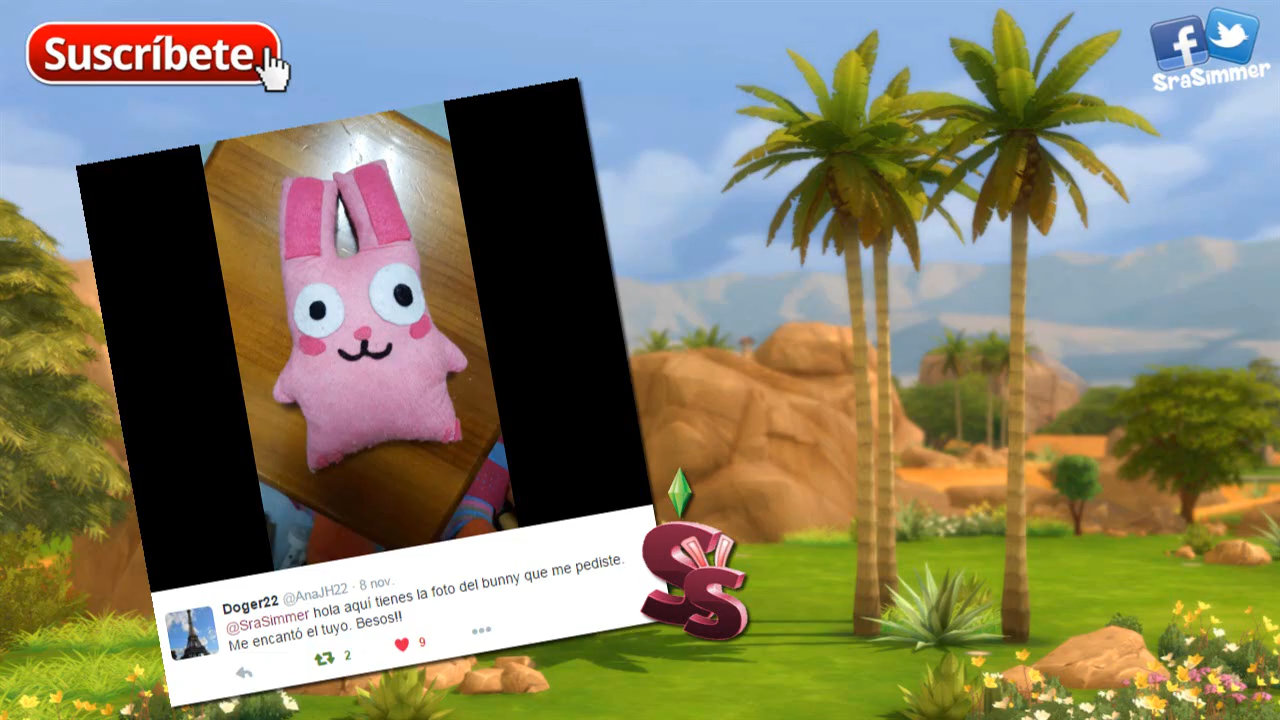 Suscríbete
SraSimmer
Doger22 @AnaJH22 · 8 nov.
@SraSimmer hola aquí tienes la foto del bunny que me pediste.
Me encantó el tuyo. Besos!!
2
9
SS